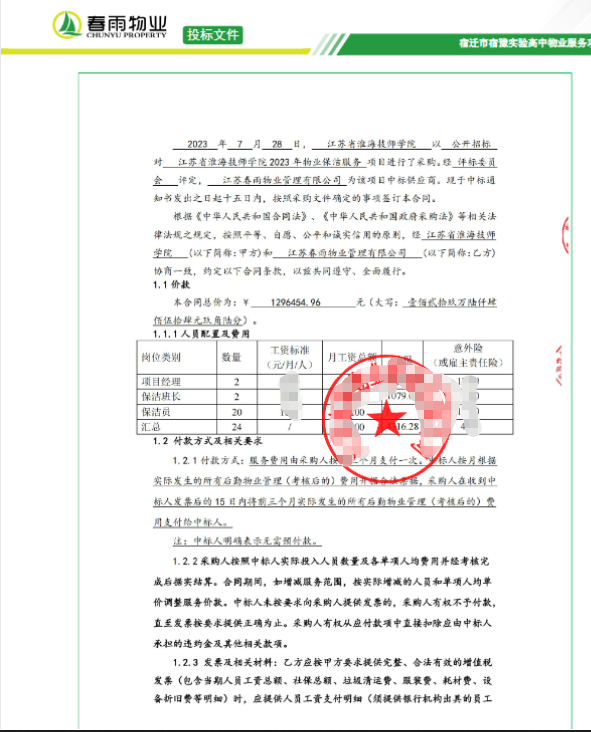 春雨物业
CHUNYU PROPERTY
投标文件
宿迁市宿豫实验高中物业服务
2023 年 7 月 28 日, 江苏省淮海技师学院 以 公开招标
对 江苏省淮海技师学院2023年物业保洁服务 项目进行了采购。经 评标委员
会 评定, 江苏春雨物业管理有限公司 为该项目中标供应商。现于中标通
知书发出之日起十五日内,按照采购文件确定的事项签订本合同。
根据《中华人民共和国合同法》、《中华人民共和国政府采购法》等相关法
律法规之规定,按照平等、自愿、公平和诚实信用的原则,经 江苏省淮海技师
学院 (以下简称:甲方)和 江苏春雨物业管理有限公司 (以下简称:乙方)
协商一致,约定以下合同条款,以兹共同遵守、全面履行。
1.1 价款
本合同总价为:¥ 1296454.96 元(大写:壹佰贰拾玖万陆仟肆
佰伍拾肆元玖角陆分)。
1.1.1 人员配置及费用
岗位类别 数量 工资标准 月工资总额 意外险
(元/月/人) (或雇主责任险)
项目经理 2
保洁班长 2
保洁员 20
汇总 24 /
1.2 付款方式及相关要求
1.2.1 付款方式:服务费用由采购人按 个月支付一次。中标人按月根据
实际发生的所有后勤物业管理(考核后的)费用开据合法票据,采购人在收到中
标人发票后的 15 日内将前三个月实际发生的所有后勤物业管理(考核后的)费
用支付给中标人。
注:中标人明确表示无需预付款。
1.2.2 采购人按照中标人实际投入人员数量及各单项人均费用并经考核完
成后据实结算。合同期间,如增减服务范围,按实际增减的人员和单项人均单
价调整服务价款。中标人未按要求向采购人提供发票的,采购人有权不予付款,
直至发票按要求提供正确为止。采购人有权从应付款项中直接扣除应由中标人
承担的违约金及其他相关款项。
1.2.3 发票及相关材料:乙方应按甲方要求提供完整、合法有效的增值税
发票(包含当期人员工资总额、社保总额、垃圾清运费、服装费、耗材费、设
备折旧费等明细)时,应提供人员工资支付明细(须提供银行机构出具的员工